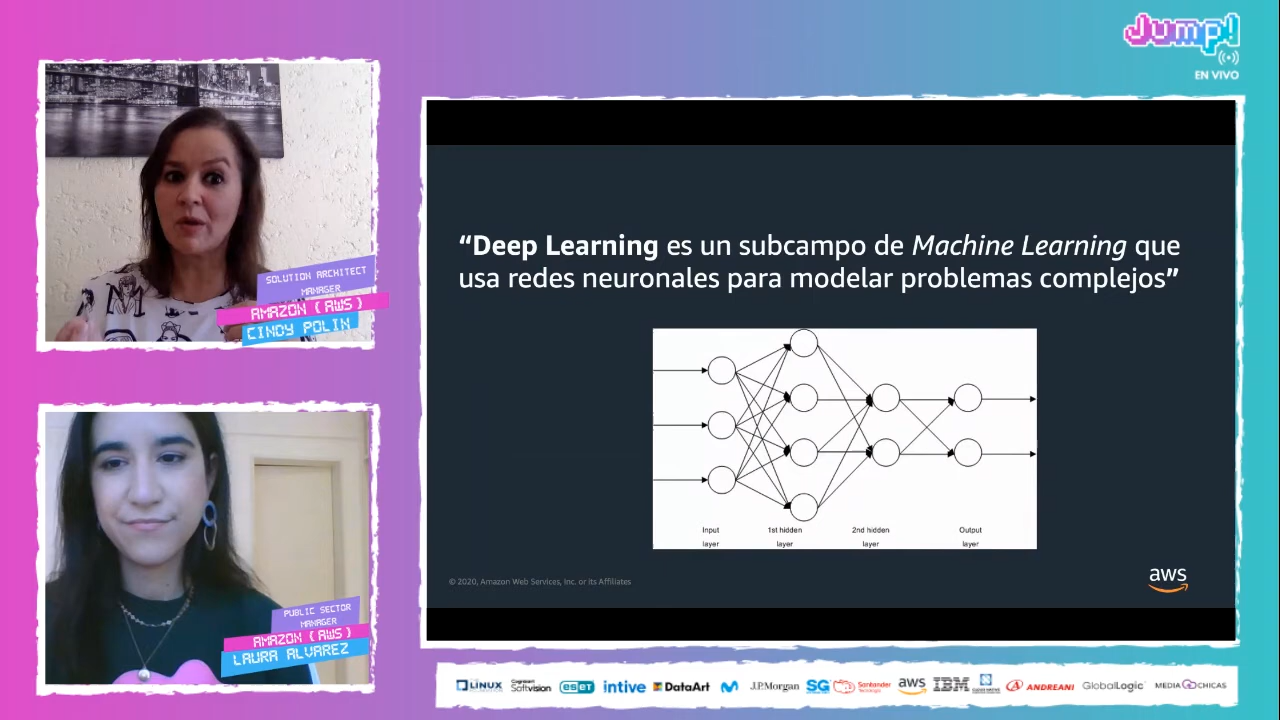 Jump!
EN VIVO
SOLUTION ARCHITECT
MANAGER
AMAZON (AWS)
CINDY POLIN
“Deep Learning es un subcampo de Machine Learning que
usa redes neuronales para modelar problemas complejos”
Input layer
1st hidden layer
2nd hidden layer
Output layer
© 2020, Amazon Web Services, Inc. or its Affiliates
aws
PUBLIC SECTOR
MANAGER
AMAZON (AWS)
LAURA ALVAREZ
LINUX Cognizant Softvision eseT intive DataArt J.P.Morgan SG Santander Tecnología aws IBM ANDREANI GlobalLogic MEDIA CHICAS